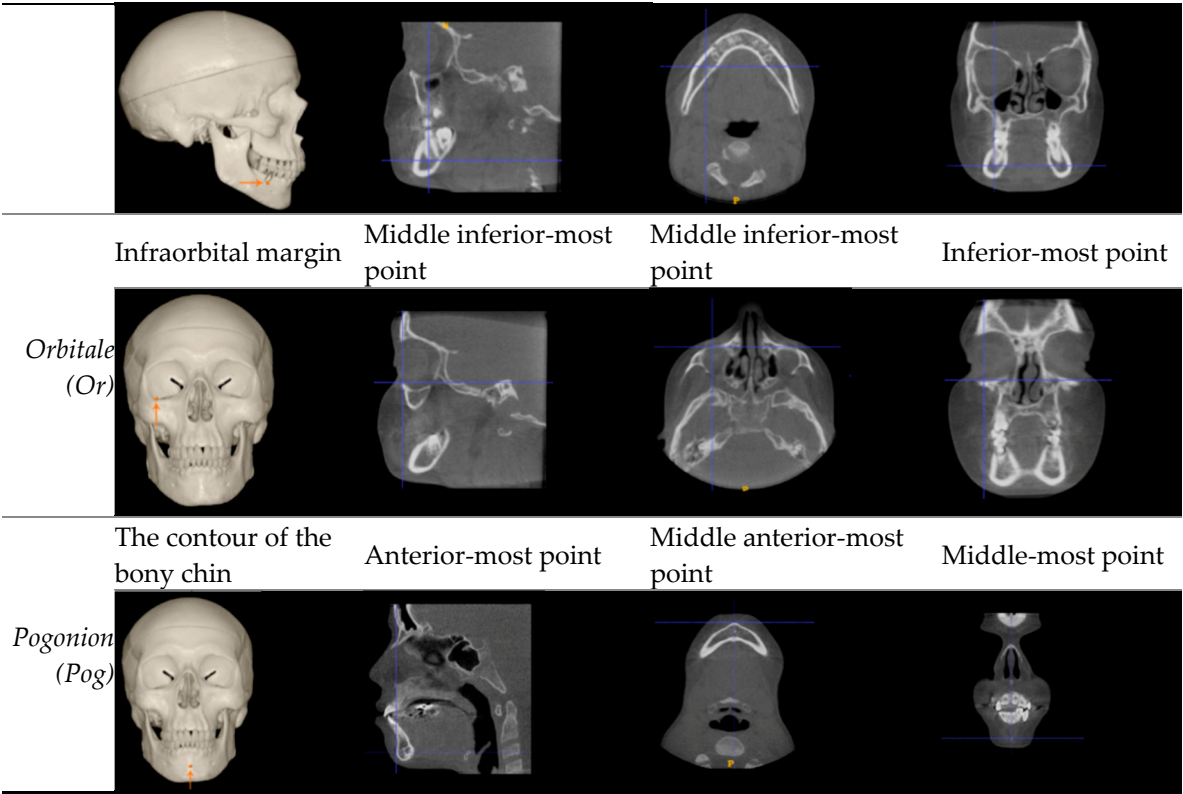 P
Infraorbital margin
Middle inferior-most
point
Middle inferior-most
point
Inferior-most point
Orbitale
(Or)
P
The contour of the
bony chin
Anterior-most point
Middle anterior-most
point
Middle-most point
Pogonion
(Pog)
P